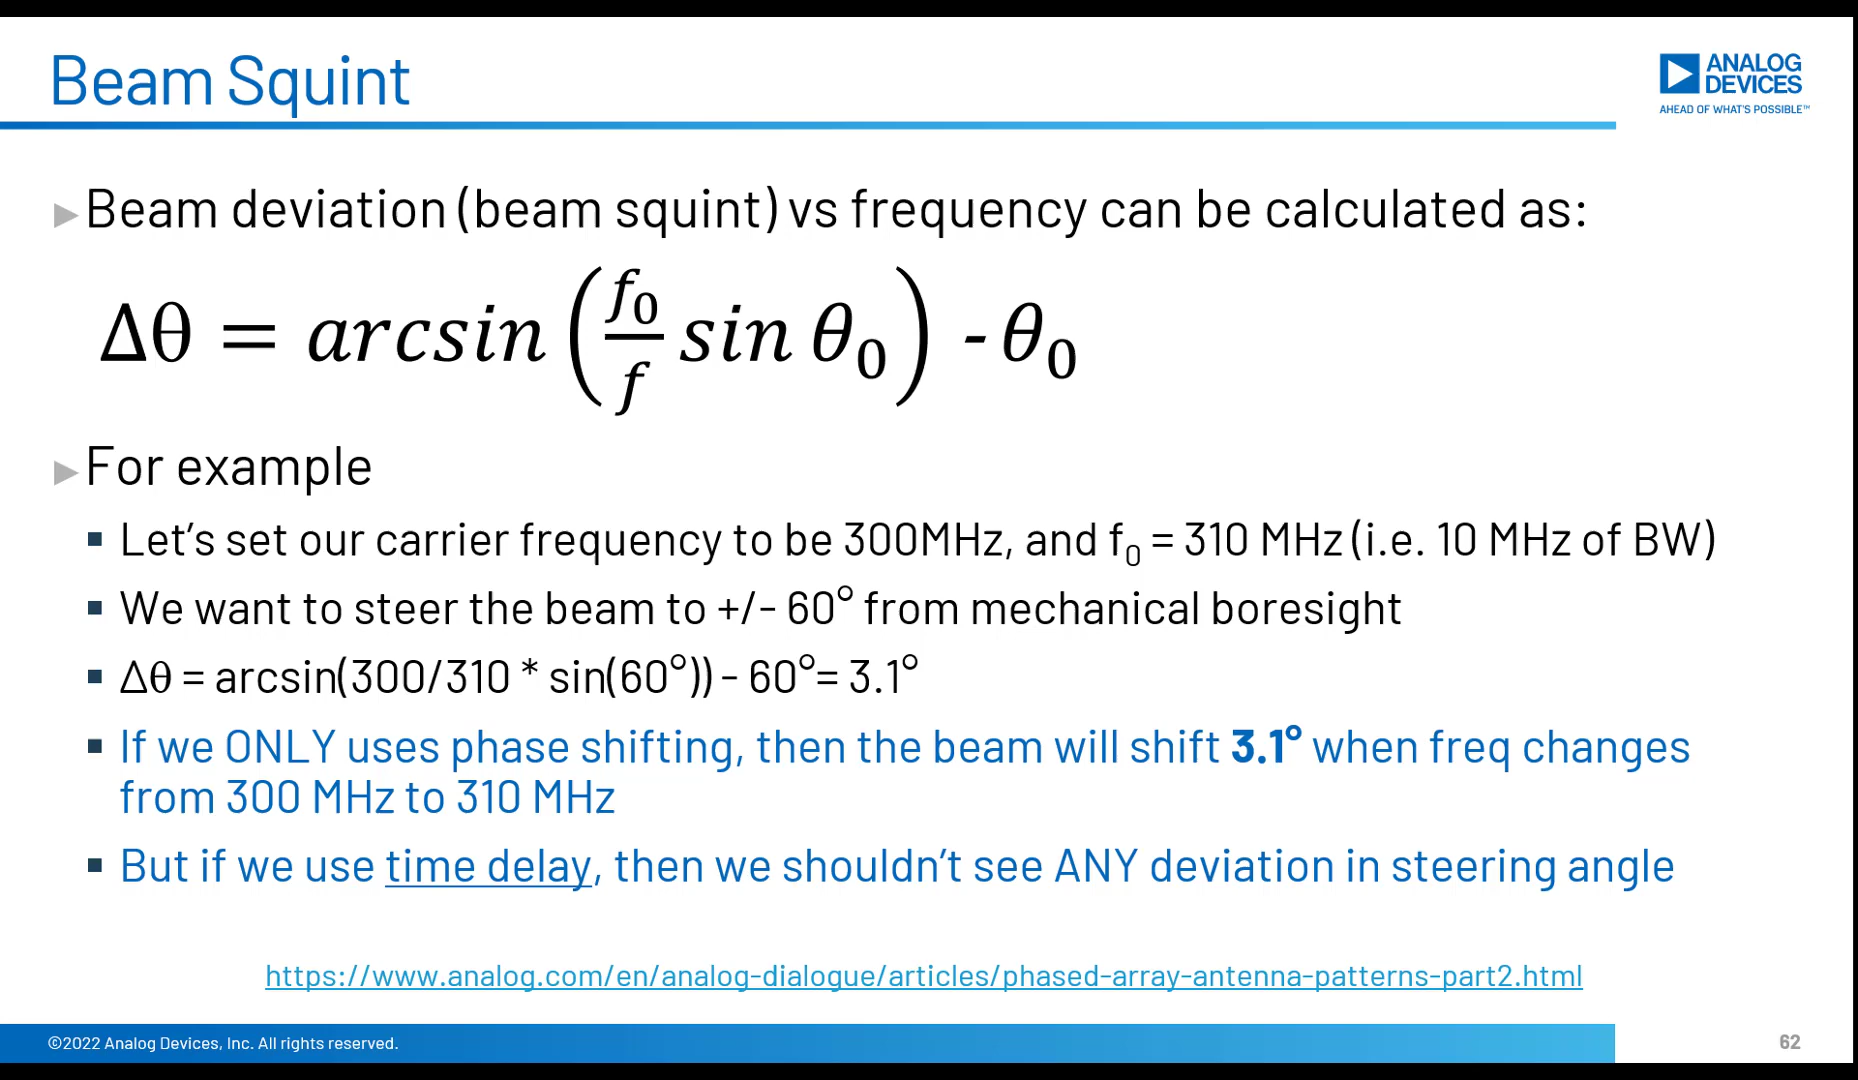 Beam Squint
ANALOG
DEVICES
AHEAD OF WHAT'S POSSIBLE™
Beam deviation (beam squint) vs frequency can be calculated as:
Δθ = arcsin (f₀/f sin θ₀) - θ₀
For example
Let's set our carrier frequency to be 300MHz, and f₀ = 310 MHz (i.e. 10 MHz of BW)
We want to steer the beam to +/- 60° from mechanical boresight
Δθ = arcsin(300/310 * sin(60°)) - 60°= 3.1°
If we ONLY uses phase shifting, then the beam will shift 3.1° when freq changes
from 300 MHz to 310 MHz
But if we use time delay, then we shouldn't see ANY deviation in steering angle
https://www.analog.com/en/analog-dialogue/articles/phased-array-antenna-patterns-part2.html
©2022 Analog Devices, Inc. All rights reserved.
62